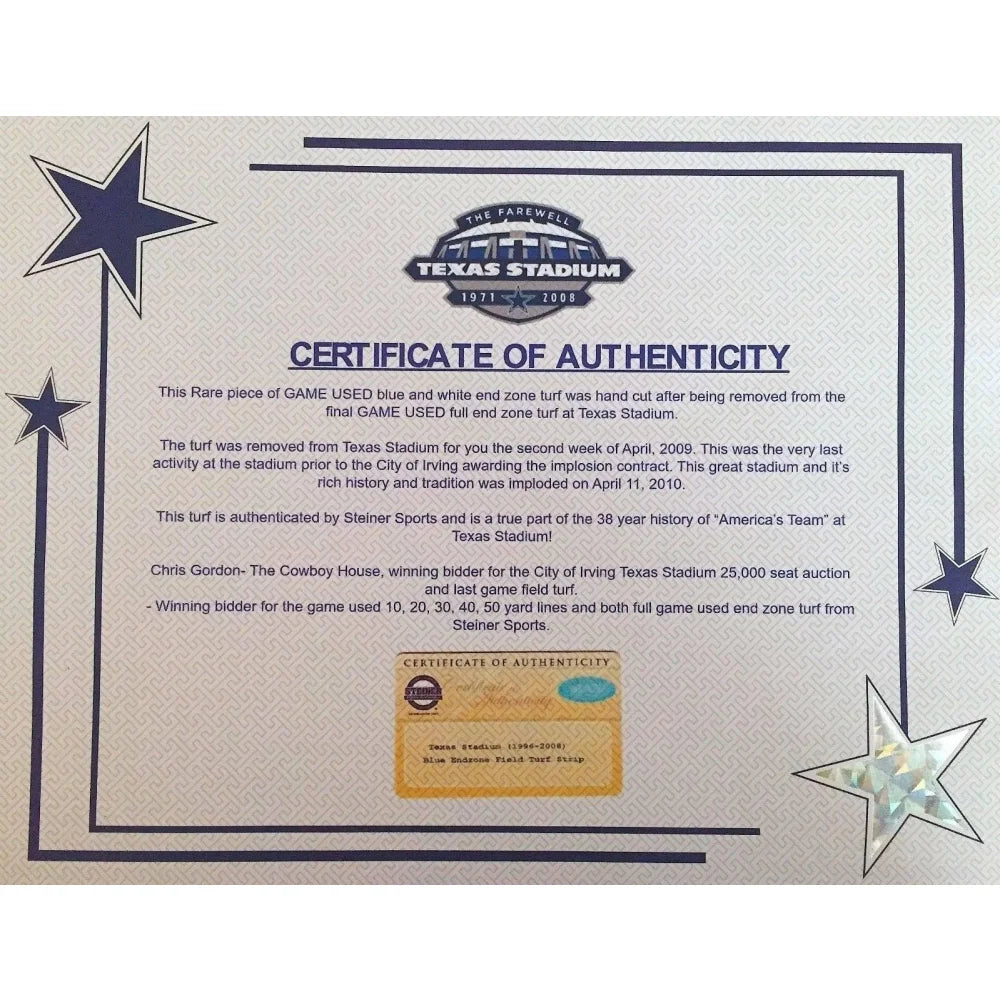 THE FAREWELL
TEXAS STADIUM
1971 2008
CERTIFICATE OF AUTHENTICITY
This Rare piece of GAME USED blue and white end zone turf was hand cut after being removed from the
final GAME USED full end zone turf at Texas Stadium.
The turf was removed from Texas Stadium for you the second week of April, 2009. This was the very last
activity at the stadium prior to the City of Irving awarding the implosion contract. This great stadium and it's
rich history and tradition was imploded on April 11, 2010.
This turf is authenticated by Steiner Sports and is a true part of the 38 year history of "America's Team" at
Texas Stadium!
Chris Gordon- The Cowboy House, winning bidder for the City of Irving Texas Stadium 25,000 seat auction
and last game field turf.
- Winning bidder for the game used 10, 20, 30, 40, 50 yard lines and both full game used end zone turf from
Steiner Sports.
CERTIFICATE OF AUTHENTICITY
STEINER
Certificate of
Authenticity
Texas Stadium (1996-2008)
Blue Endzone Field Turf Strip